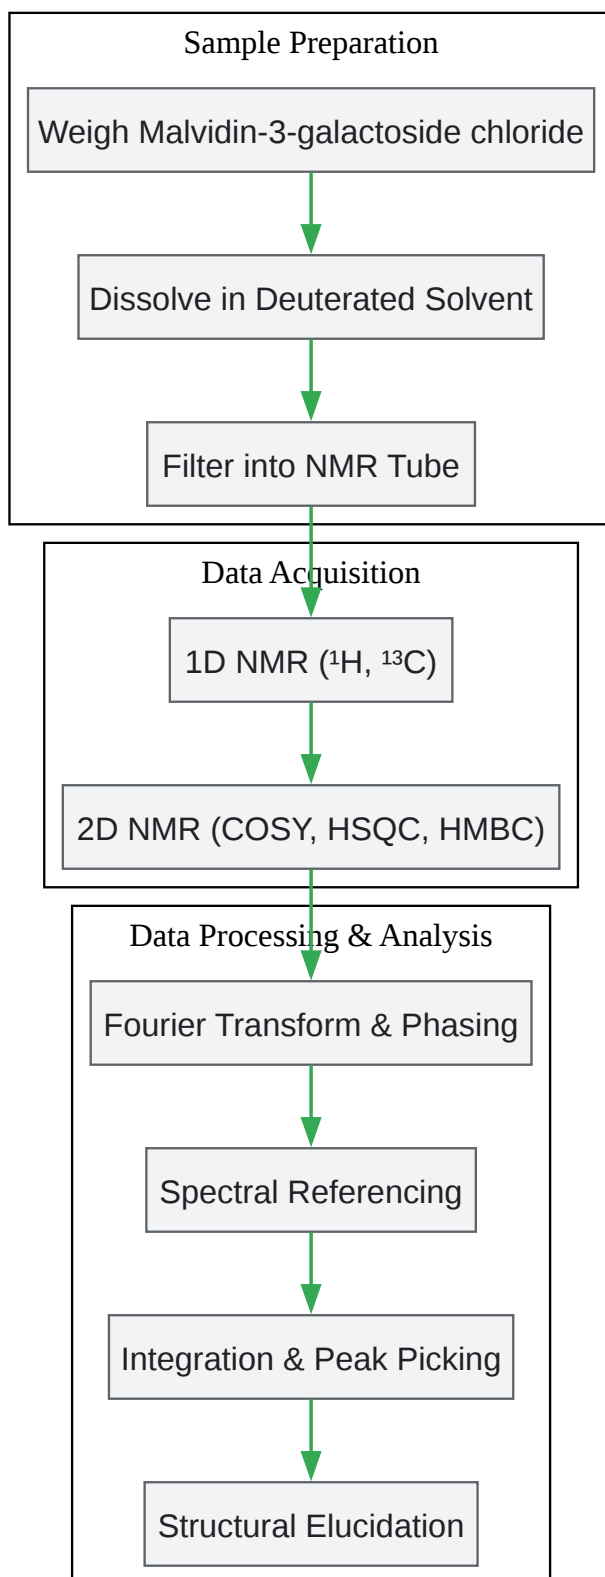 Sample Preparation
Weigh Malvidin-3-galactoside chloride
Dissolve in Deuterated Solvent
Filter into NMR Tube
Data Acquisition
1D NMR (¹H, ¹³C)
2D NMR (COSY, HSQC, HMBC)
Data Processing & Analysis
Fourier Transform & Phasing
Spectral Referencing
Integration & Peak Picking
Structural Elucidation